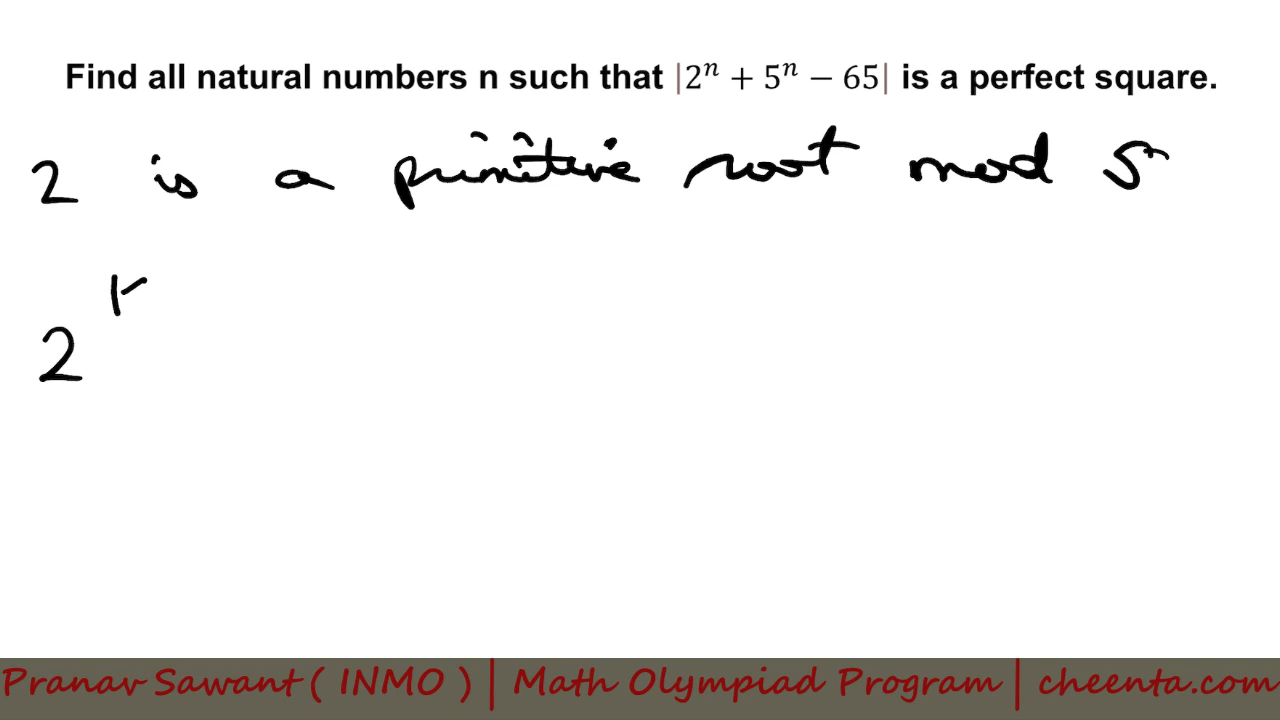 Find all natural numbers n such that |2ⁿ + 5ⁿ − 65| is a perfect square.
2 is a primitive root mod 5
2
Pranav Sawant ( INMO ) | Math Olympiad Program | cheenta.com